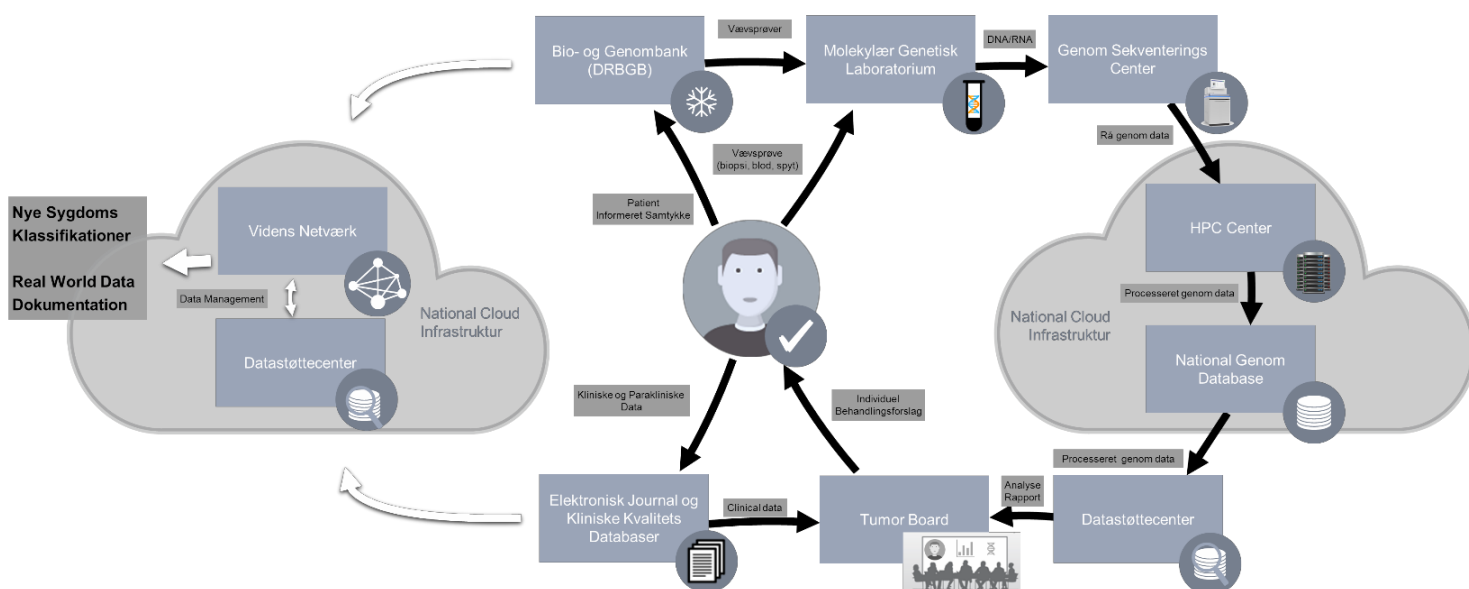 Bio- og Genombank
(DRBGB)
Vævsprøver
Molekylær Genetisk
Laboratorium
DNA/RNA
Genom Sekventerings
Center
Rå genom data
Vævsprøve
(biopsi, blod, spyt)
Patient
Informeret Samtykke
Nye Sygdoms
Klassifikationer
Real World Data
Dokumentation
Videns Netværk
Data Management
National Cloud
Infrastruktur
Datastøttecenter
HPC Center
Processeret genom data
National Cloud
Infrastruktur
National Genom
Database
Kliniske og Parakliniske
Data
Individuel
Behandlingsforslag
Processeret genom data
Elektronisk Journal og
Kliniske Kvalitets
Databaser
Clinical data
Tumor Board
Analyse
Rapport
Datastøttecenter